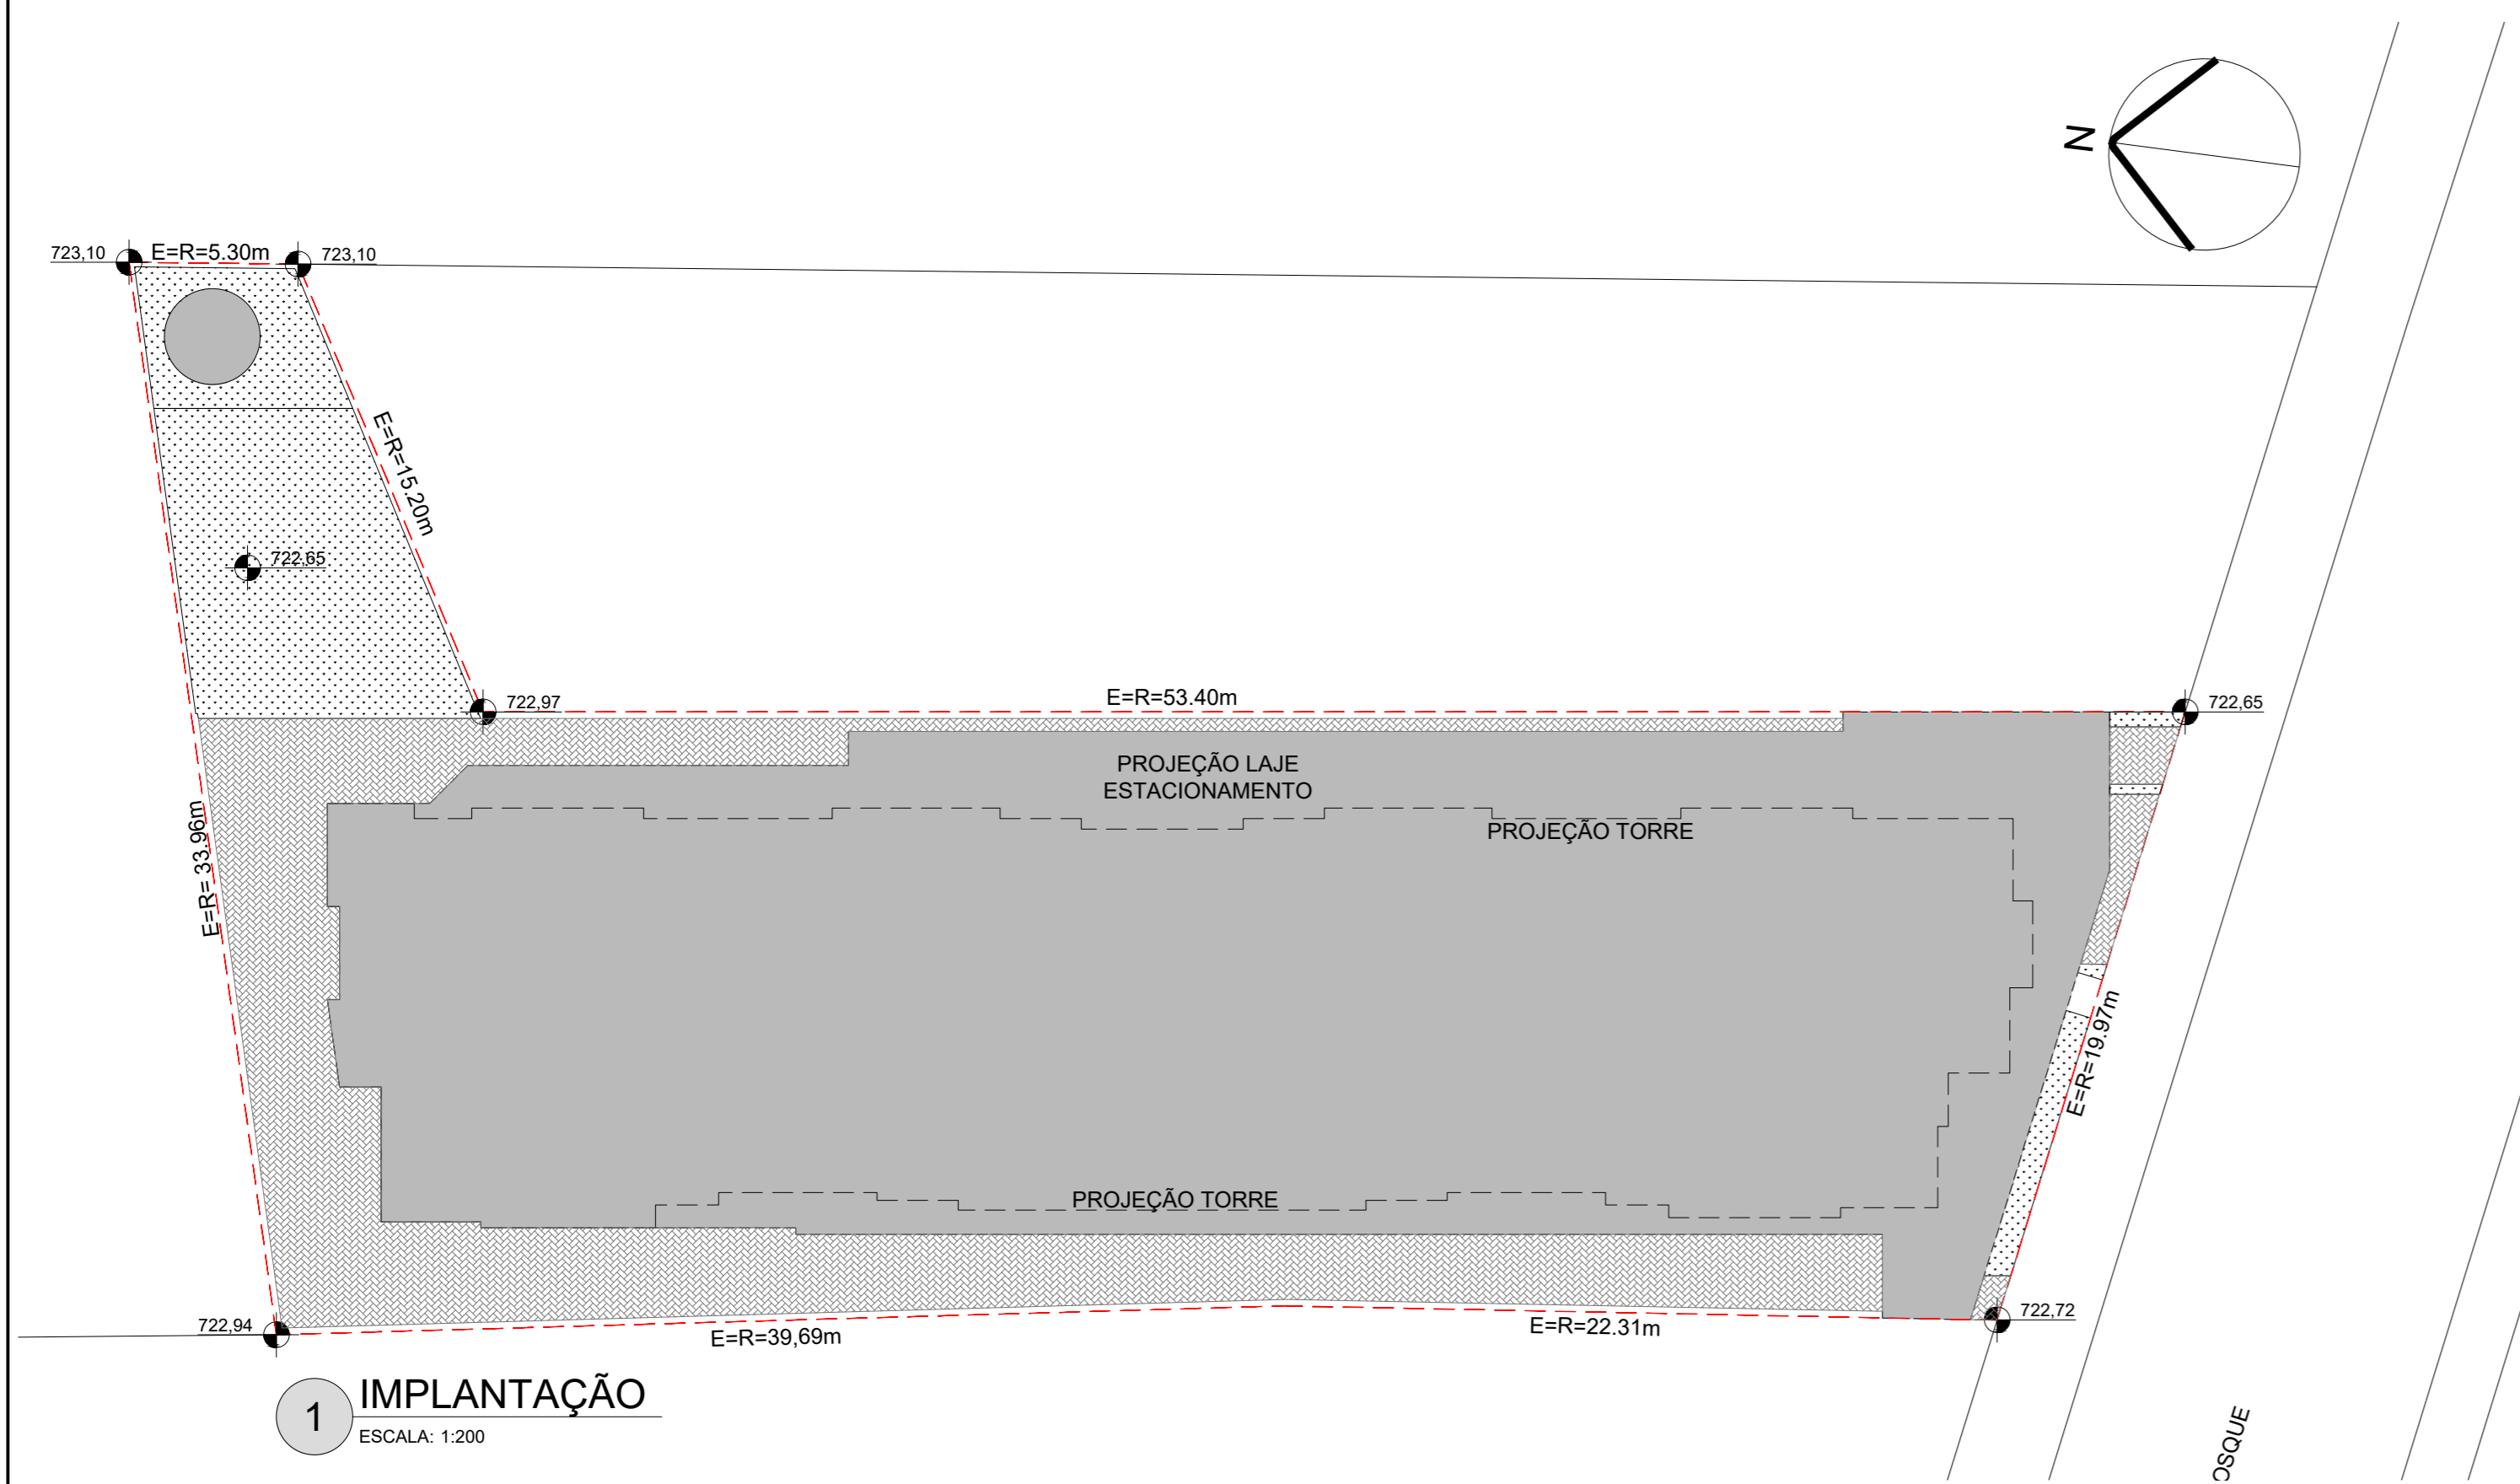 N
723,10
E=R=5.30m
723,10
E=R=15.20m
722,65
722,97
E=R=53.40m
722,65
PROJEÇÃO LAJE
ESTACIONAMENTO
PROJEÇÃO TORRE
E=R= 33.96m
E=R=19.97m
PROJEÇÃO TORRE
722,94
E=R=39,69m
E=R=22.31m
722,72
1
IMPLANTAÇÃO
ESCALA: 1:200
OSQUE